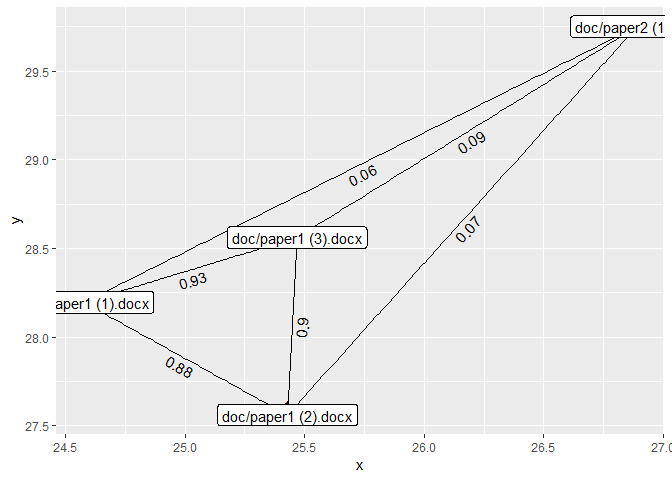 doc/paper2 (1
29.5
29.0
0.06
0.09
28.5
doc/paper1 (3).docx
0.07
0.93
aper1 (1).docx
28.0
0.9
0.88
27.5
doc/paper1 (2).docx
24.5 25.0 25.5 26.0 26.5 27.0
x
y